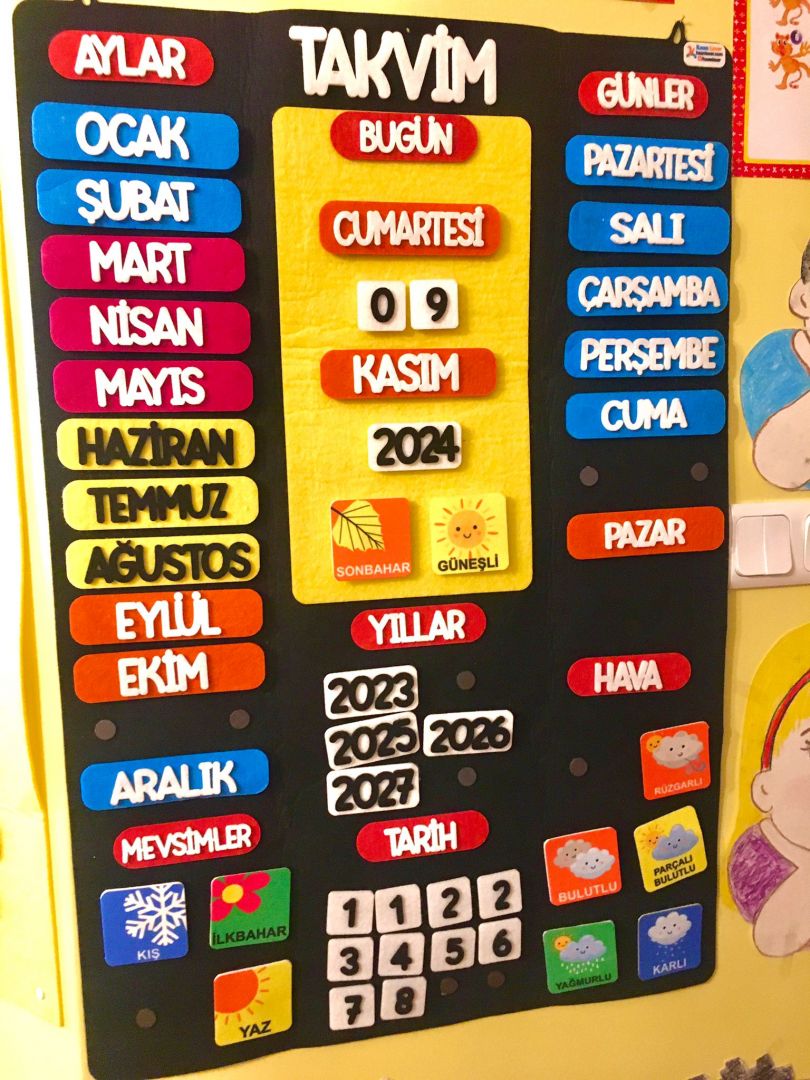 TAKVİM
AYLAR
OCAK
ŞUBAT
MART
NİSAN
MAYIS
HAZİRAN
TEMMUZ
AĞUSTOS
EYLÜL
EKİM
ARALIK
MEVSİMLER
KIŞ
İLKBAHAR
YAZ
BUGÜN
CUMARTESİ
0 9
KASIM
2024
SONBAHAR
GÜNEŞLİ
YILLAR
2023
2025 2026
2027
TARİH
1 1 2 2
3 4 5 6
7 8
GÜNLER
PAZARTESİ
SALI
ÇARŞAMBA
PERŞEMBE
CUMA
PAZAR
HAVA
RÜZGARLI
BULUTLU
PARÇALI
BULUTLU
YAĞMURLU
KARLI